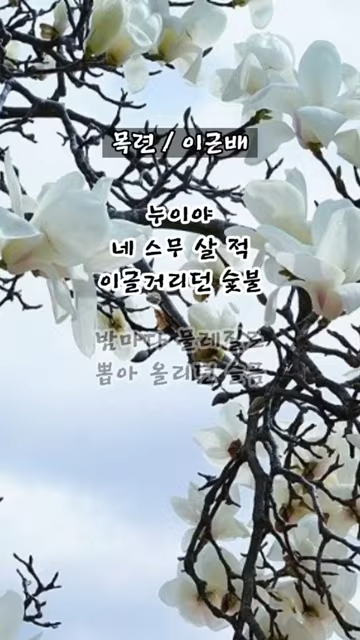 목련 / 이근배
누이야
네 스무 살 적
이글거리던 숯불
밤마다 물레질로
뽑아 올리던 슬픔